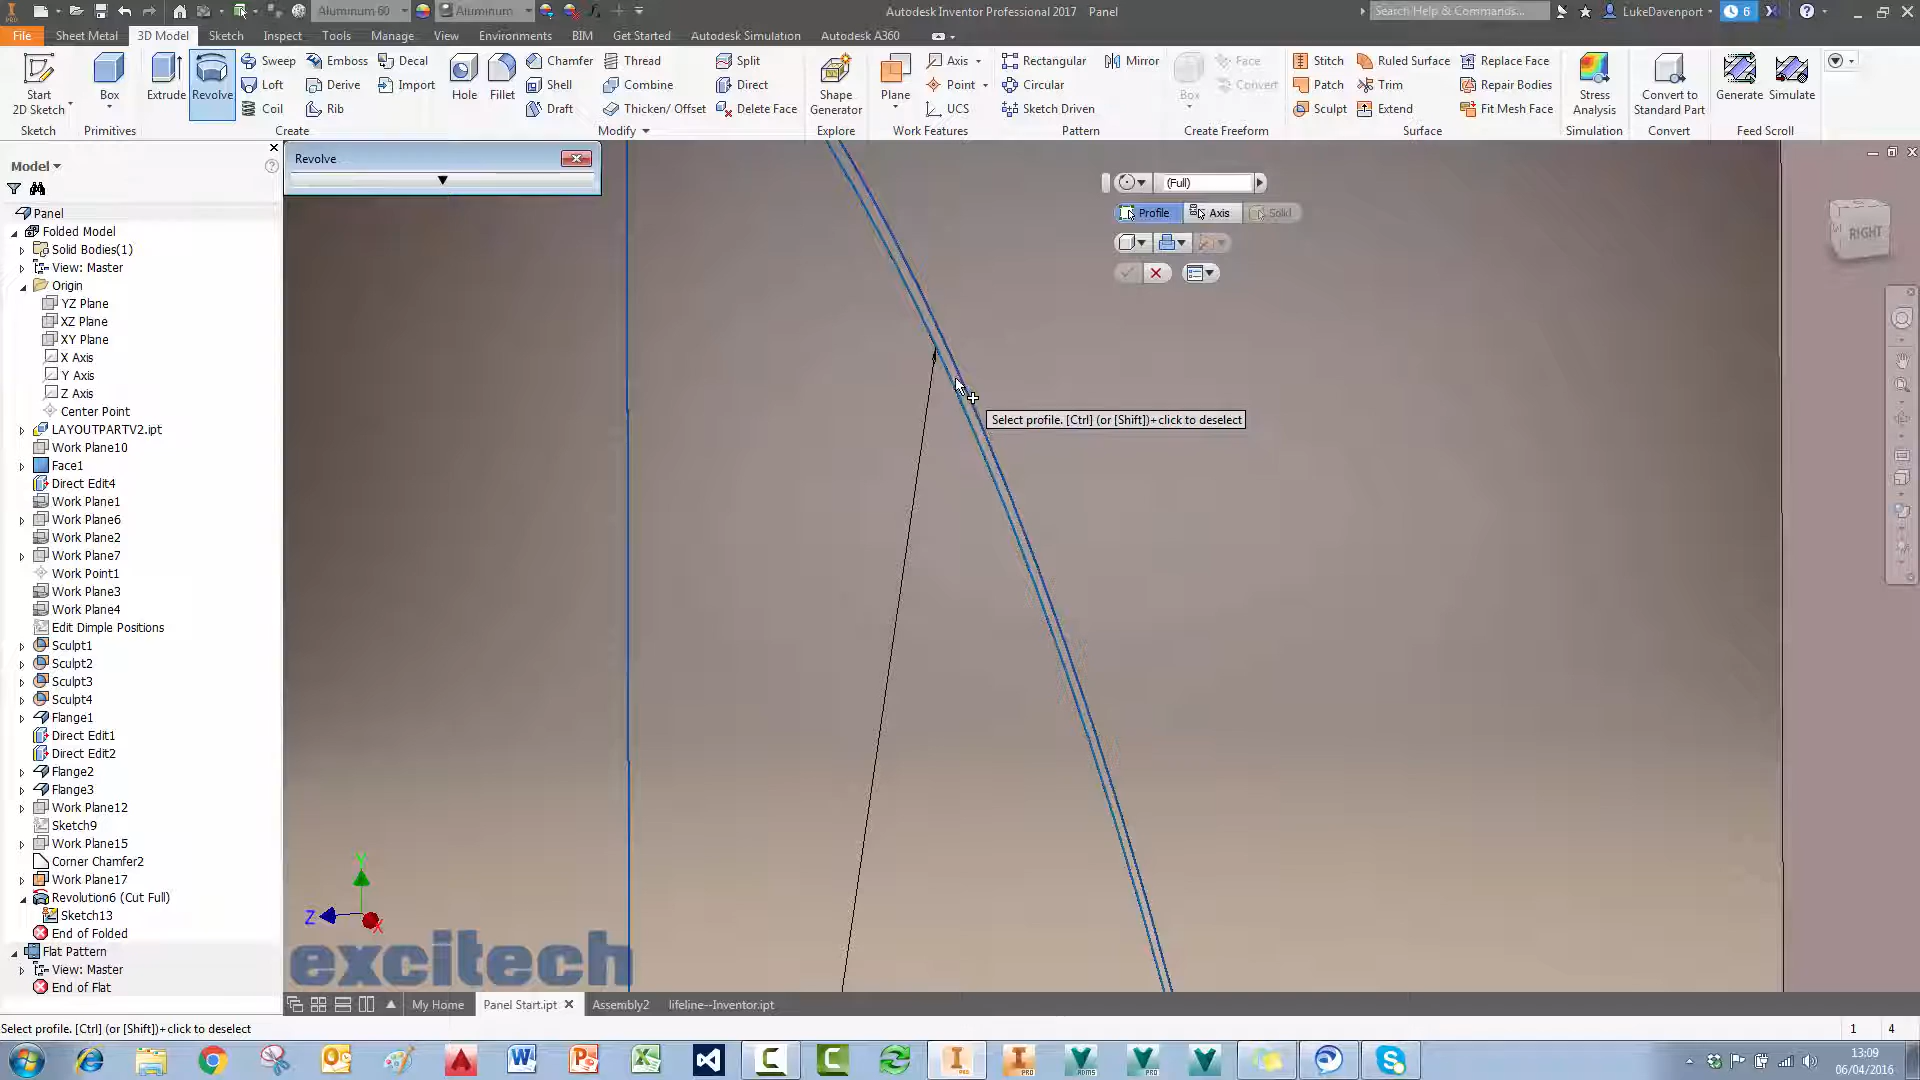 Aluminum 60
Aluminum
Autodesk Inventor Professional 2017 Panel
Search Help & Commands...
LukeDavenport
6
File Sheet Metal 3D Model Sketch Inspect Tools Manage View Environments BIM Get Started Autodesk Simulation Autodesk A360
Start
2D Sketch
Box
Extrude
Revolve
Sweep
Loft
Coil
Emboss
Derive
Rib
Decal
Import
Hole
Fillet
Chamfer
Shell
Draft
Thread
Combine
Thicken/ Offset
Split
Direct
Delete Face
Shape
Generator
Plane
Axis
Point
UCS
Rectangular
Circular
Sketch Driven
Mirror
Box
Face
Convert
Stitch
Patch
Sculpt
Ruled Surface
Trim
Extend
Replace Face
Repair Bodies
Fit Mesh Face
Stress
Analysis
Convert to
Standard Part
Generate
Simulate
Sketch Primitives Create Modify Explore Work Features Pattern Create Freeform Surface Simulation Convert Feed Scroll
Model
Panel
Folded Model
Solid Bodies(1)
View: Master
Origin
YZ Plane
XZ Plane
XY Plane
X Axis
Y Axis
Z Axis
Center Point
LAYOUTPARTV2.ipt
Work Plane10
Face1
Direct Edit4
Work Plane1
Work Plane6
Work Plane2
Work Plane7
Work Point1
Work Plane3
Work Plane4
Edit Dimple Positions
Sculpt1
Sculpt2
Sculpt3
Sculpt4
Flange1
Direct Edit1
Direct Edit2
Flange2
Flange3
Work Plane12
Sketch9
Work Plane15
Corner Chamfer2
Work Plane17
Revolution6 (Cut Full)
Sketch13
End of Folded
Flat Pattern
View: Master
End of Flat
Revolve
(Full)
Profile Axis Solid
RIGHT
Select profile. [Ctrl] (or [Shift])+click to deselect
Y
Z
X
excitech
My Home Panel Start.ipt Assembly2 lifeline--Inventor.ipt
Select profile. [Ctrl] (or [Shift])+click to deselect
1 4
13:09
06/04/2016